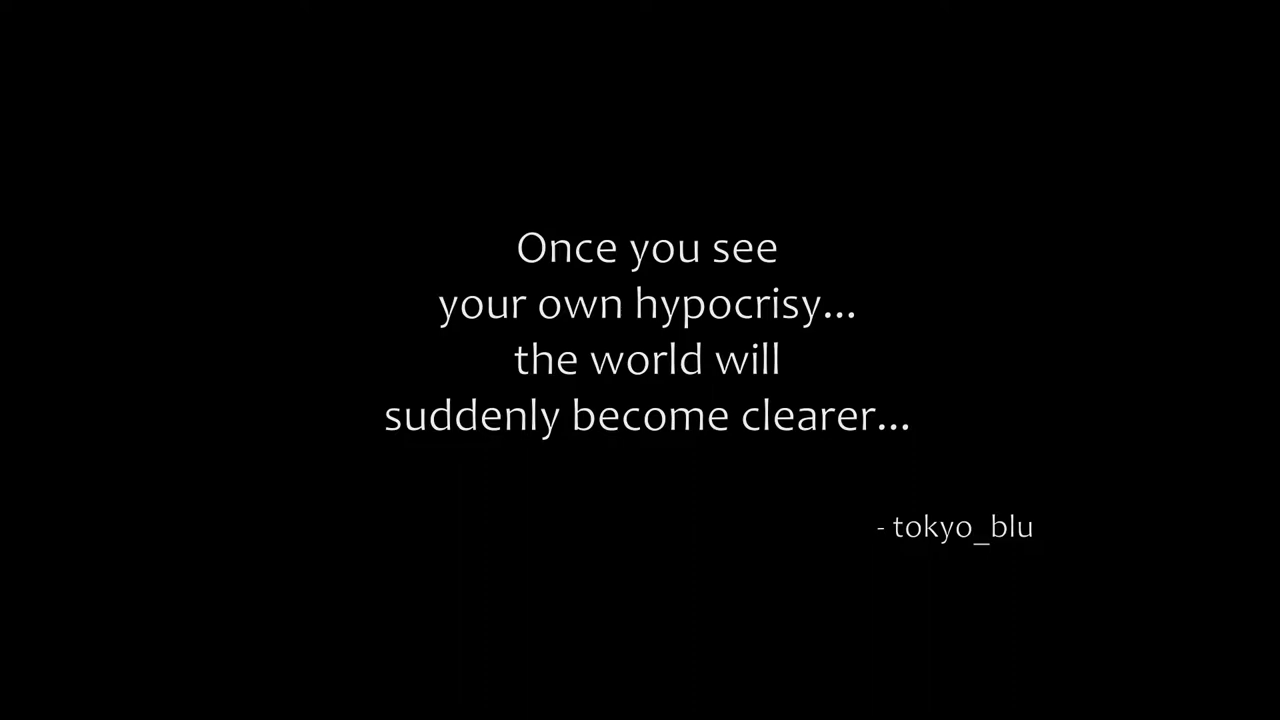 Once you see
your own hypocrisy...
the world will
suddenly become clearer...
- tokyo_blu